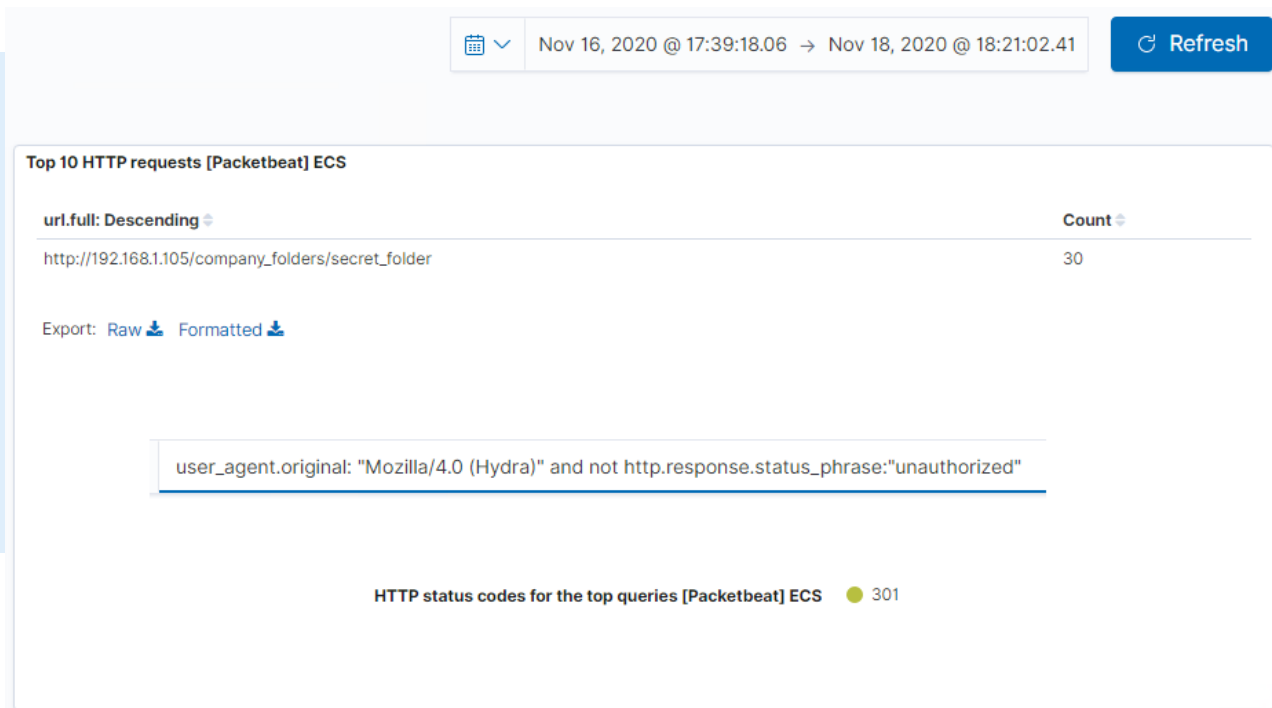 Nov 16, 2020 @ 17:39:18.06 → Nov 18, 2020 @ 18:21:02.41 Refresh
Top 10 HTTP requests [Packetbeat] ECS
url.full: Descending Count
http://192.168.1.105/company_folders/secret_folder 30
Export: Raw Formatted
user_agent.original: "Mozilla/4.0 (Hydra)" and not http.response.status_phrase:"unauthorized"
HTTP status codes for the top queries [Packetbeat] ECS 301